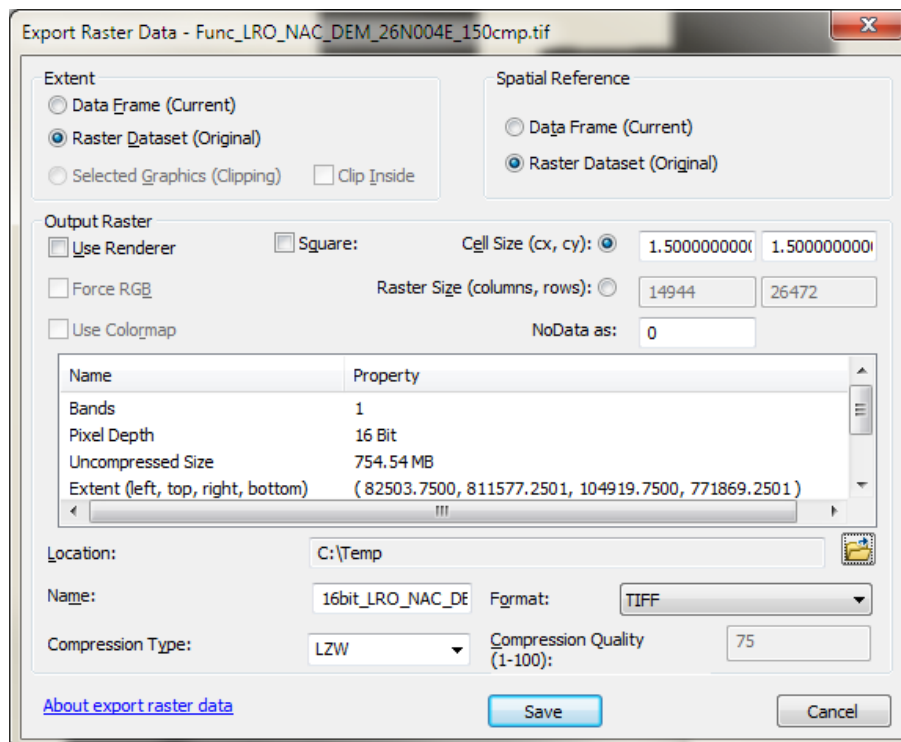 Export Raster Data - Func_LRO_NAC_DEM_26N004E_150cmp.tif
Extent
Data Frame (Current)
Raster Dataset (Original)
Selected Graphics (Clipping)
Clip Inside
Spatial Reference
Data Frame (Current)
Raster Dataset (Original)
Output Raster
Use Renderer
Square:
Cell Size (cx, cy):
1.500000000(
1.500000000(
Force RGB
Raster Size (columns, rows):
14944
26472
Use Colormap
NoData as:
0
Name Property
Bands 1
Pixel Depth 16 Bit
Uncompressed Size 754.54 MB
Extent (left, top, right, bottom) ( 82503.7500, 811577.2501, 104919.7500, 771869.2501 )
Location:
C:\Temp
Name:
16bit_LRO_NAC_DE
Format:
TIFF
Compression Type:
LZW
Compression Quality
(1-100):
75
About export raster data
Save
Cancel